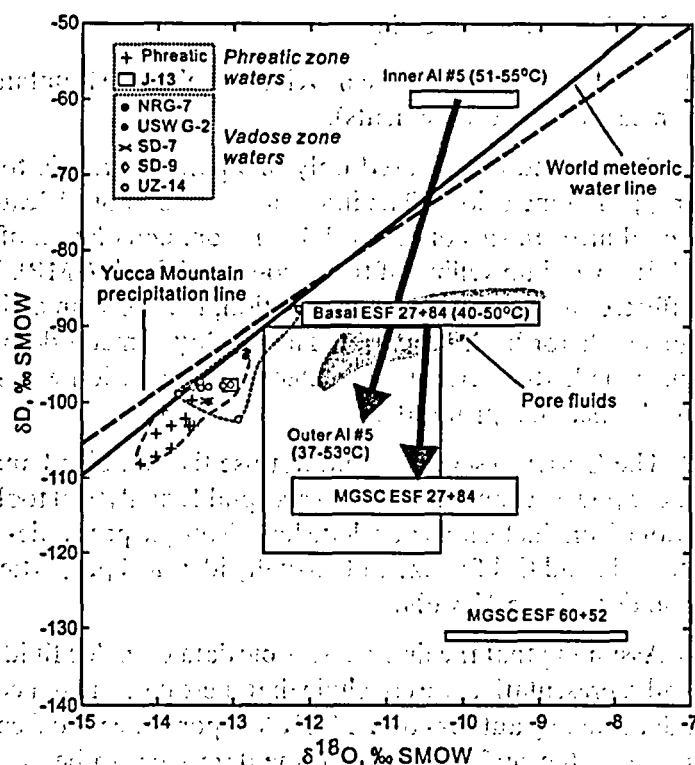 -50
-60
-70
-80
-90
-100
-110
-120
-130
-140
δD, ‰ SMOW
-15
-14
-13
-12
-11
-10
-9
-8
-7
δ18O, ‰ SMOW
+ Phreatic
J-13
Phreatic zone
waters
NRG-7
USW G-2
SD-7
SD-9
UZ-14
Vadose zone
waters
Inner Al #5 (51-55°C)
World meteoric
water line
Yucca Mountain
precipitation line
Basal ESF 27+84 (40-50°C)
Pore fluids
2
Outer Al #5
(37-53°C)
MGSC ESF 27+84
MGSC ESF 60+52